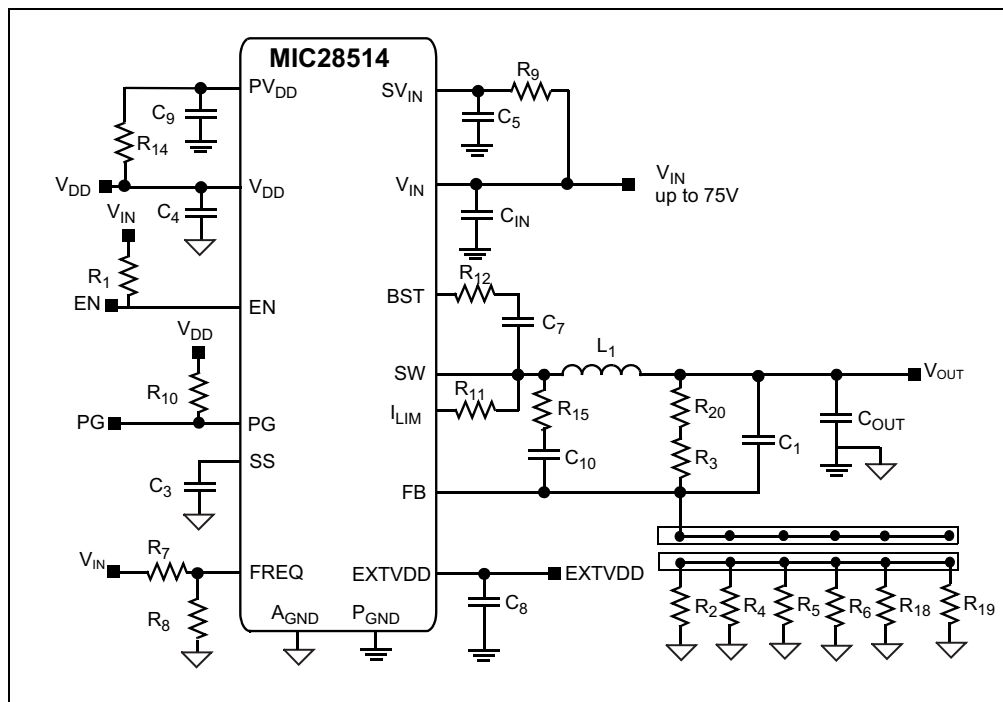 MIC28514
PVDD
SVIN
R9
C9
C5
R14
VDD
VDD
VIN
VIN
up to 75V
C4
CIN
VIN
R1
EN
EN
BST
R12
C7
VDD
SW
L1
VOUT
R10
ILIM
R11
R15
R20
COUT
PG
PG
C10
R3
C1
SS
C3
FB
VIN
R7
FREQ
EXTVDD
EXTVDD
R8
C8
R2
R4
R5
R6
R18
R19
AGND
PGND